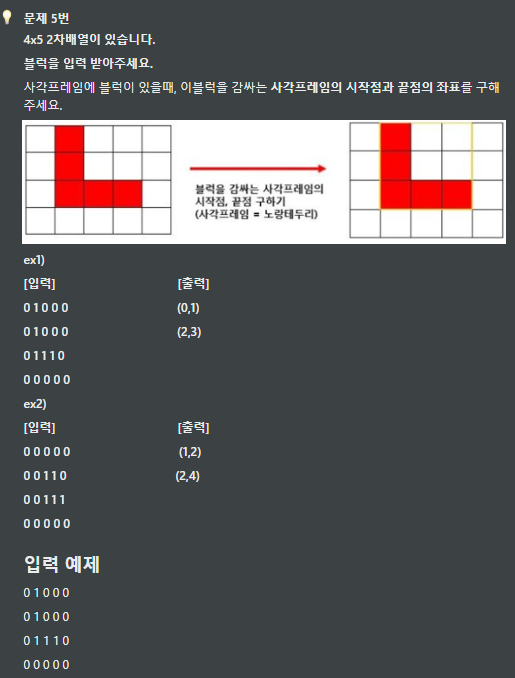 문제 5번
4x5 2차배열이 있습니다.
블럭을 입력 받아주세요.
사각프레임에 블럭이 있을때, 이블럭을 감싸는 사각프레임의 시작점과 끝점의 좌표를 구해
주세요.
블럭을 감싸는 사각프레임의
시작점, 끝점 구하기
(사각프레임 = 노랑테두리)
ex1)
[입력] [출력]
0 1 0 0 0 (0,1)
0 1 0 0 0 (2,3)
0 1 1 1 0
0 0 0 0 0
ex2)
[입력] [출력]
0 0 0 0 0 (1,2)
0 0 1 1 0 (2,4)
0 0 1 1 1
0 0 0 0 0
입력 예제
0 1 0 0 0
0 1 0 0 0
0 1 1 1 0
0 0 0 0 0